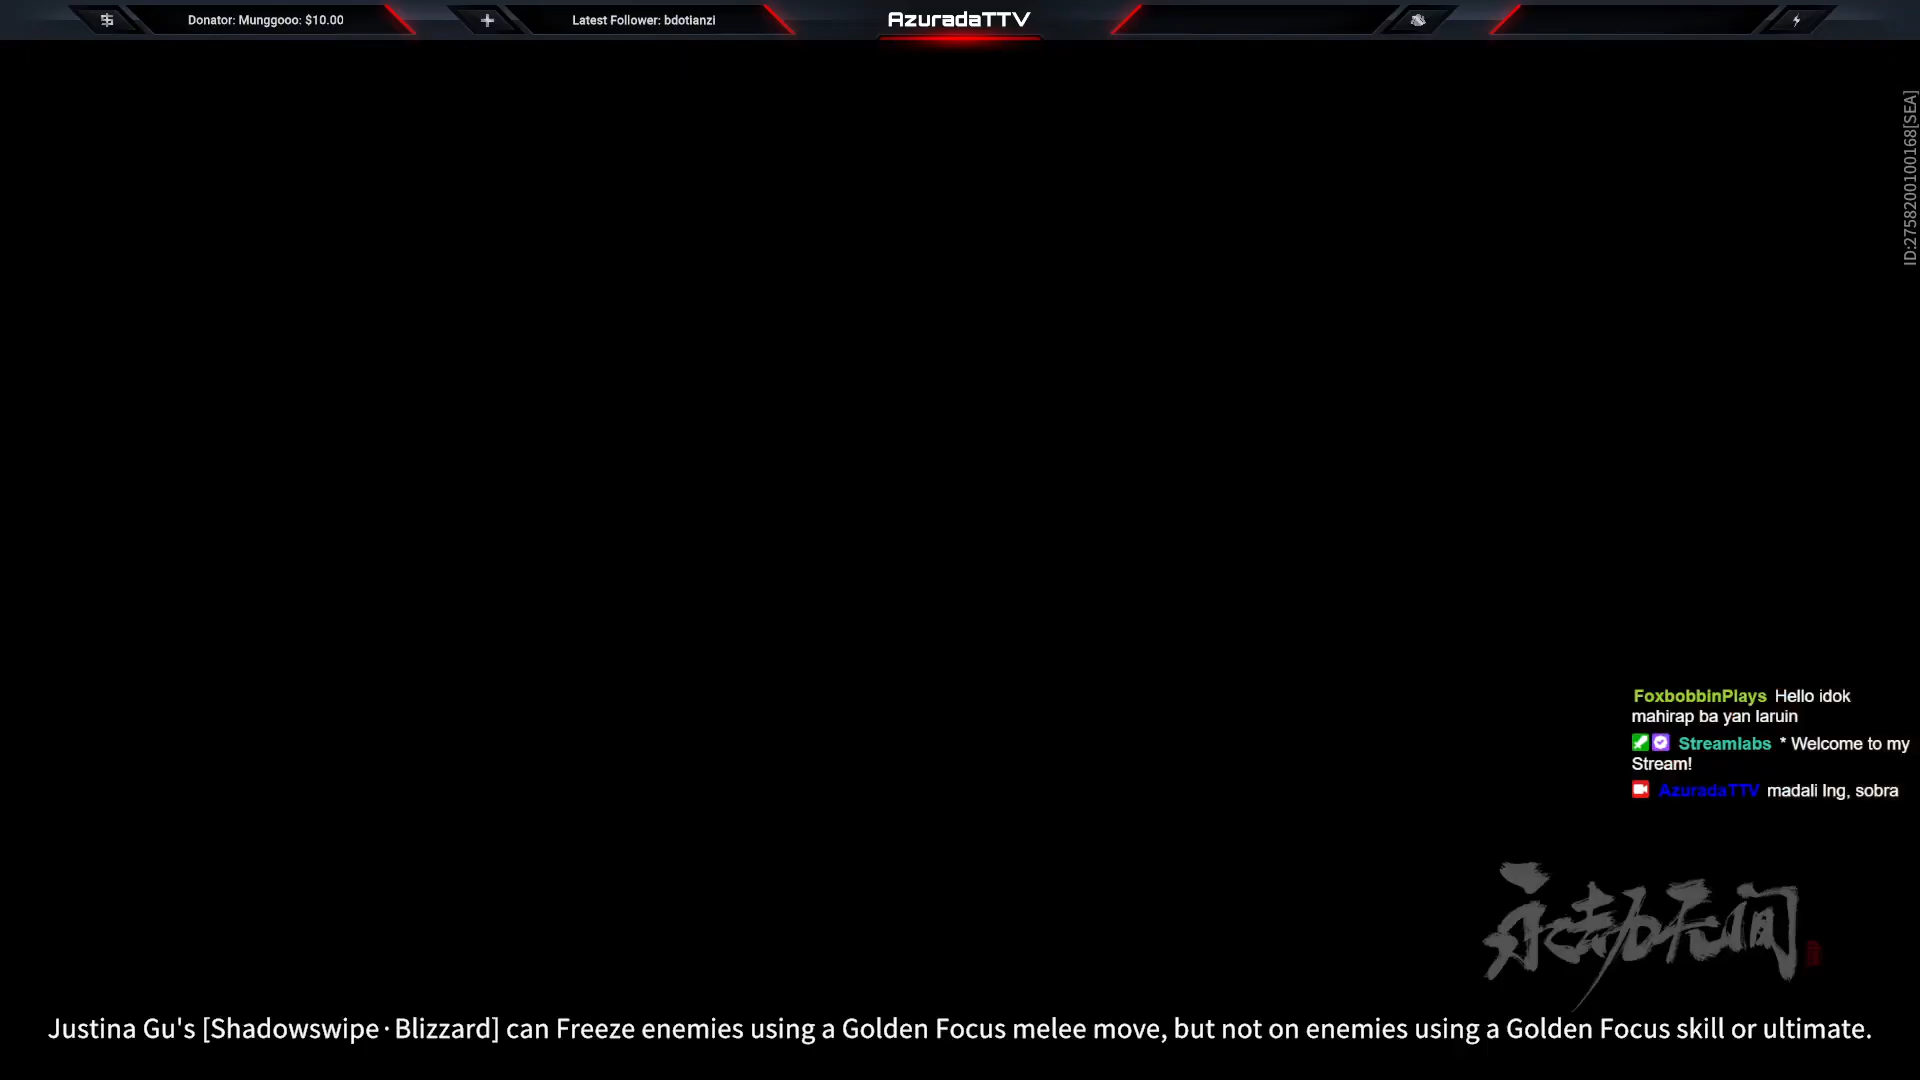 Donator: Munggooo: $10.00
Latest Follower: bdotianzi
AzuradaTTV
ID:275820010​0168[SEA]
FoxbobbinPlays Hello idok
mahirap ba yan laruin
Streamlabs * Welcome to my
Stream!
AzuradaTTV madali lng, sobra
永劫无间
Justina Gu's [Shadowswipe·Blizzard] can Freeze enemies using a Golden Focus melee move, but not on enemies using a Golden Focus skill or ultimate.